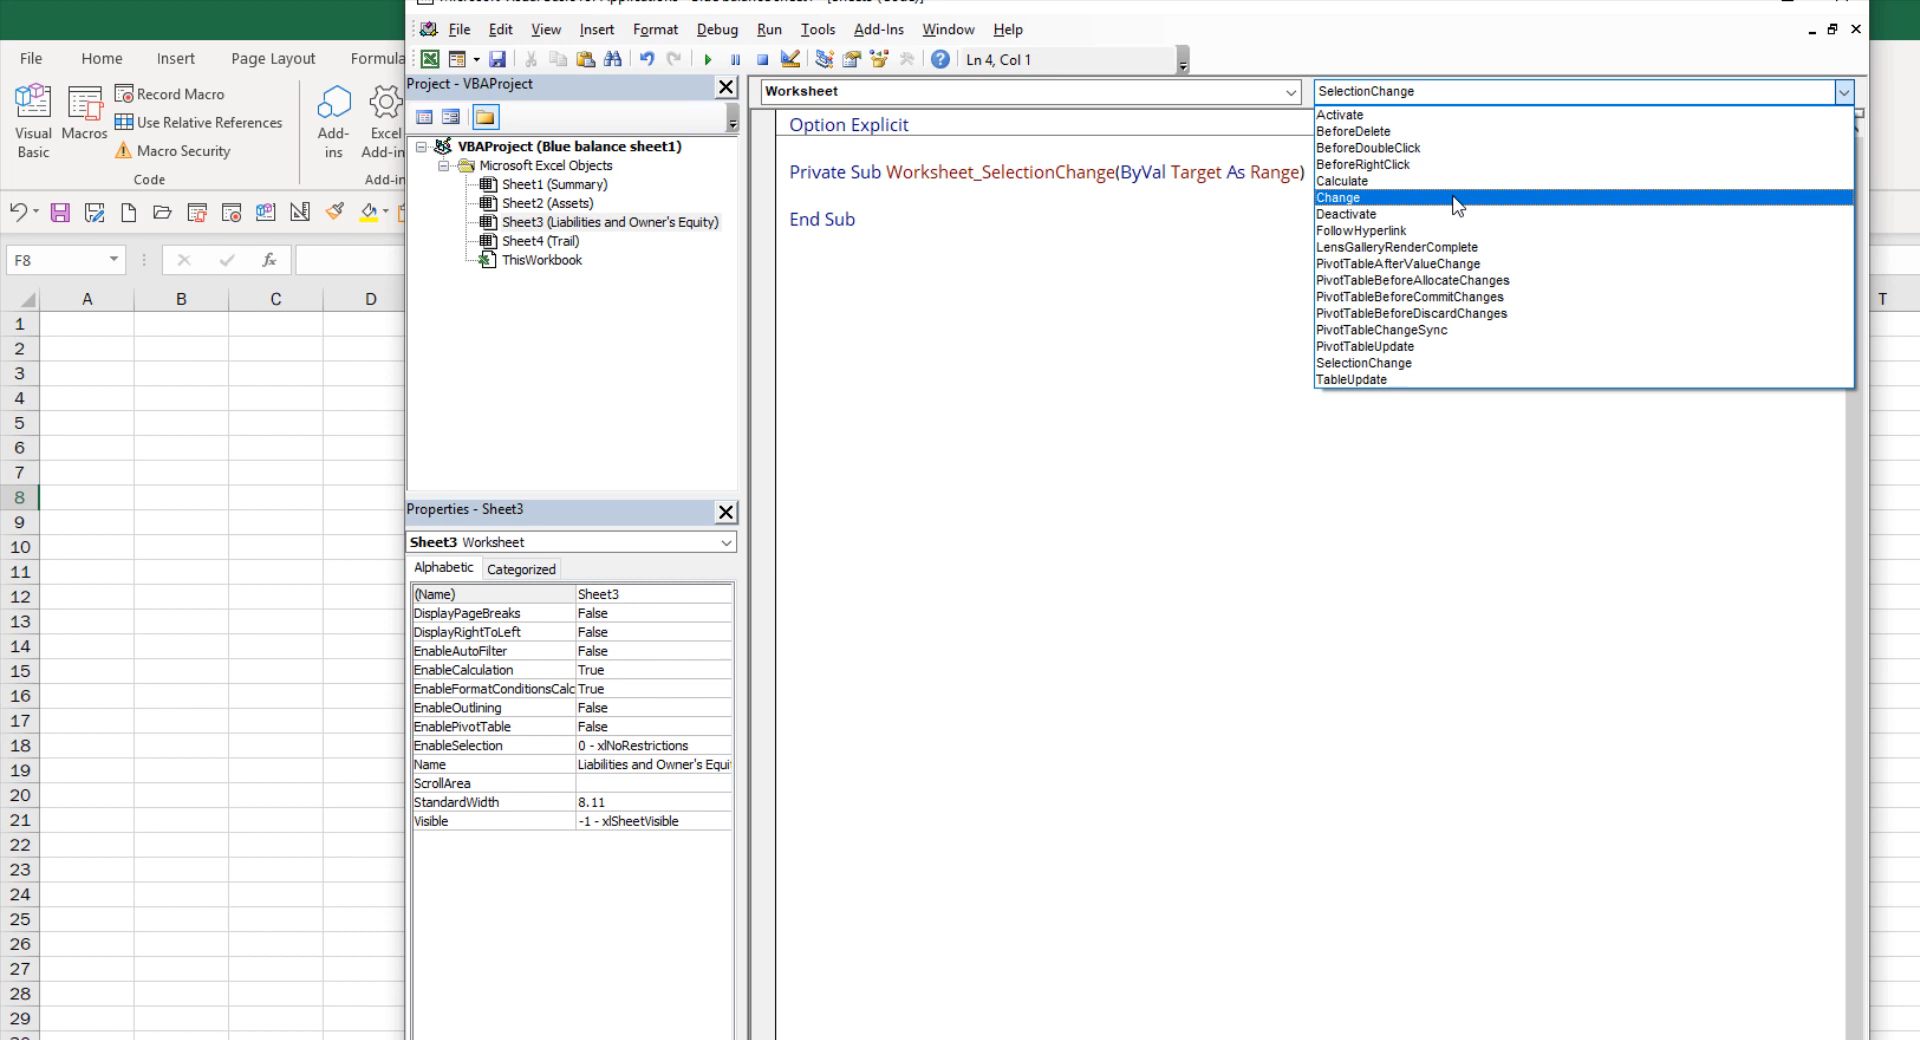 File Edit View Insert Format Debug Run Tools Add-Ins Window Help
File Home Insert Page Layout Formula
Ln 4, Col 1
Record Macro
Use Relative References
Macro Security
Visual Basic
Macros
Add-ins
Excel Add-in
Code
Add-in
F8
fx
A B C D T
1
2
3
4
5
6
7
8
9
10
11
12
13
14
15
16
17
18
19
20
21
22
23
24
25
26
27
28
29
Project - VBAProject
VBAProject (Blue balance sheet1)
Microsoft Excel Objects
Sheet1 (Summary)
Sheet2 (Assets)
Sheet3 (Liabilities and Owner's Equity)
Sheet4 (Trail)
ThisWorkbook
Properties - Sheet3
Sheet3 Worksheet
Alphabetic Categorized
(Name) Sheet3
DisplayPageBreaks False
DisplayRightToLeft False
EnableAutoFilter False
EnableCalculation True
EnableFormatConditionsCalc True
EnableOutlining False
EnablePivotTable False
EnableSelection 0 - xlNoRestrictions
Name Liabilities and Owner's Equi
ScrollArea
StandardWidth 8.11
Visible -1 - xlSheetVisible
Worksheet
SelectionChange
Option Explicit
Private Sub Worksheet_SelectionChange(ByVal Target As Range)
End Sub
Activate
BeforeDelete
BeforeDoubleClick
BeforeRightClick
Calculate
Change
Deactivate
FollowHyperlink
LensGalleryRenderComplete
PivotTableAfterValueChange
PivotTableBeforeAllocateChanges
PivotTableBeforeCommitChanges
PivotTableBeforeDiscardChanges
PivotTableChangeSync
PivotTableUpdate
SelectionChange
TableUpdate